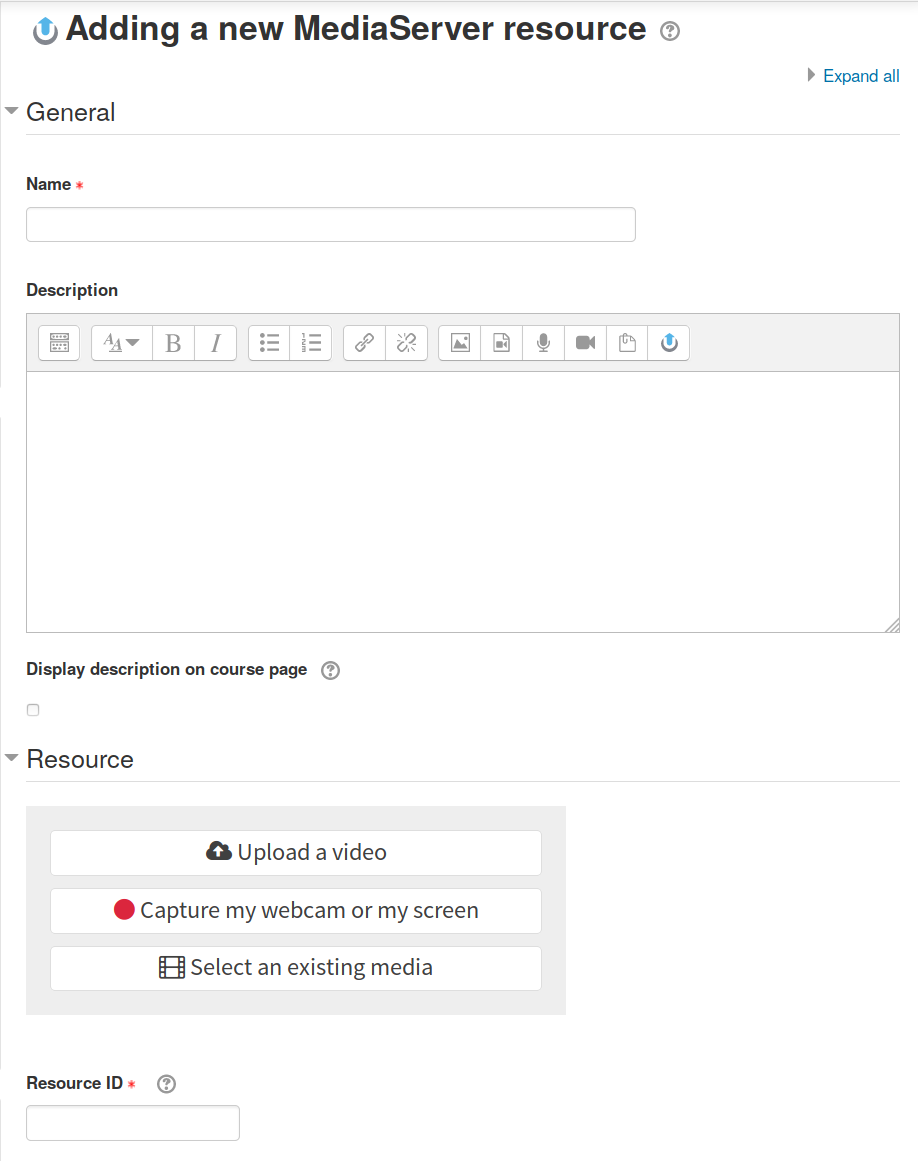 Adding a new MediaServer resource
Expand all
General
Name *
Description
B I
Display description on course page
Resource
Upload a video
Capture my webcam or my screen
Select an existing media
Resource ID *